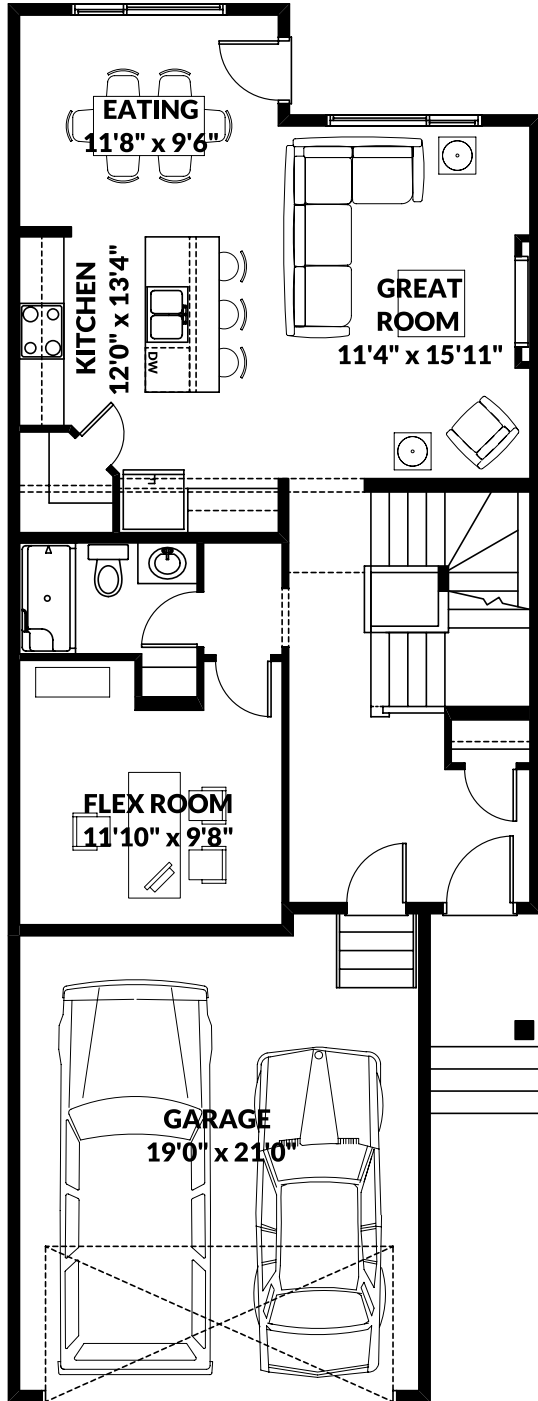 EATING
11'8" x 9'6"
KITCHEN
12'0" x 13'4"
DW
GREAT
ROOM
11'4" x 15'11"
F
FLEX ROOM
11'10" x 9'8"
GARAGE
19'0" x 21'0"